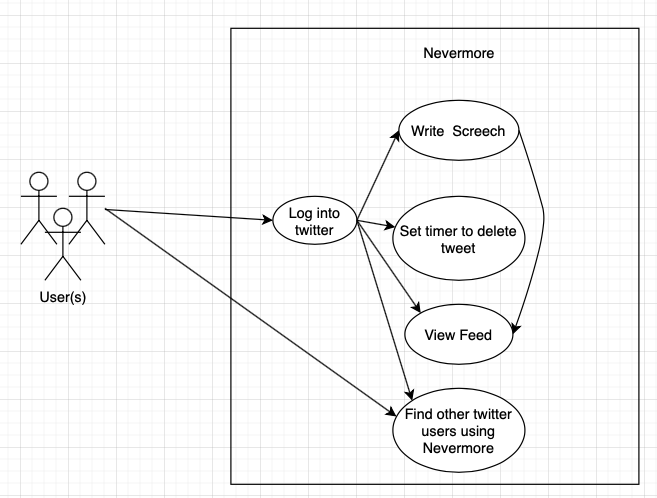 Nevermore
Write  Screech
Log into
twitter
Set timer to delete
tweet
User(s)
View Feed
Find other twitter
users using
Nevermore